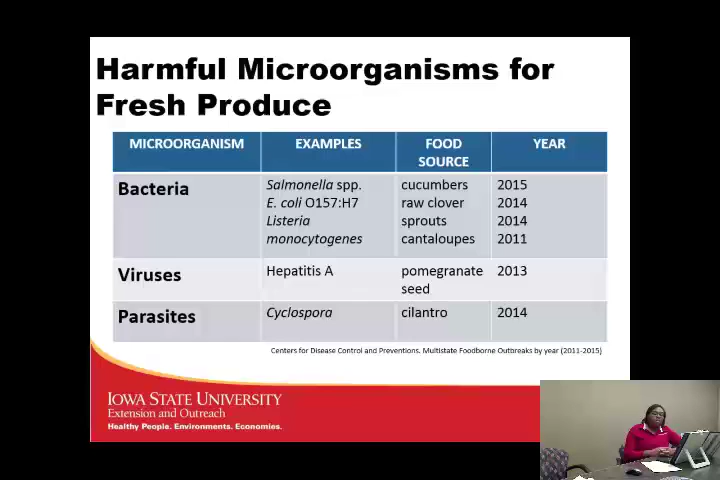 Harmful Microorganisms for
Fresh Produce
MICROORGANISM EXAMPLES FOOD SOURCE YEAR
Bacteria
Salmonella spp. cucumbers 2015
E. coli O157:H7 raw clover 2014
Listeria sprouts 2014
monocytogenes cantaloupes 2011
Viruses Hepatitis A pomegranate seed 2013
Parasites Cyclospora cilantro 2014
Centers for Disease Control and Preventions. Multistate Foodborne Outbreaks by year (2011-2015)
IOWA STATE UNIVERSITY
Extension and Outreach
Healthy People. Environments. Economies.